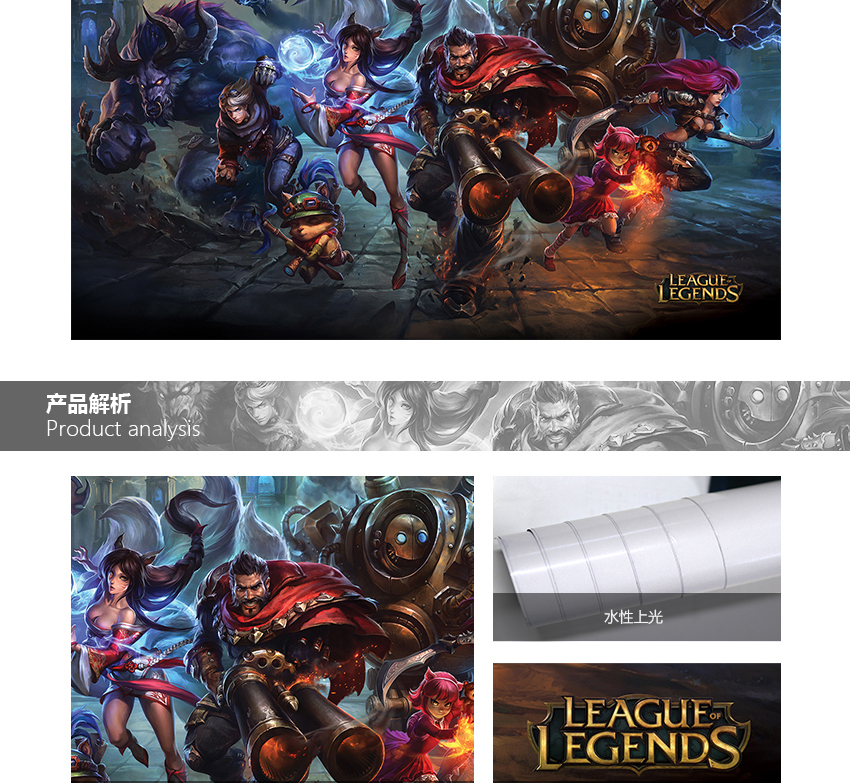 LEAGUE OF
LEGENDS
产品解析
Product analysis
水性上光
LEAGUE OF
LEGENDS